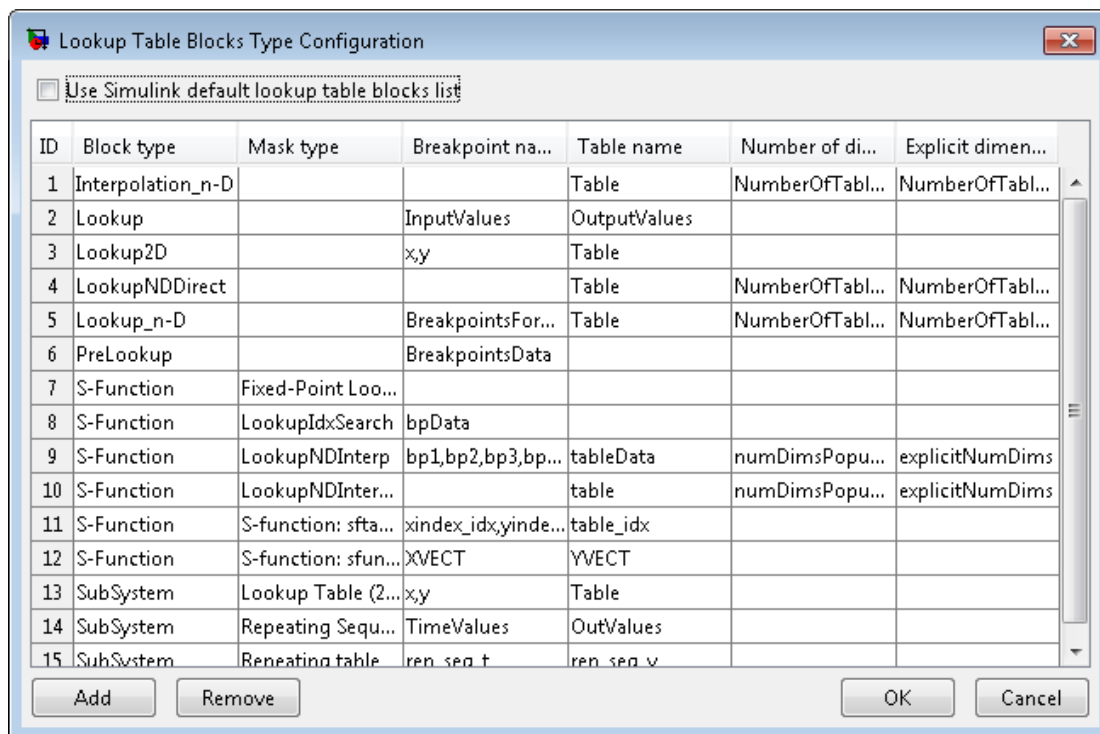 Lookup Table Blocks Type Configuration
Use Simulink default lookup table blocks list
ID Block type Mask type Breakpoint na... Table name Number of di... Explicit dimen...
1 Interpolation_n-D Table NumberOfTabl... NumberOfTabl...
2 Lookup InputValues OutputValues
3 Lookup2D x,y Table
4 LookupNDDirect Table NumberOfTabl... NumberOfTabl...
5 Lookup_n-D BreakpointsFor... Table NumberOfTabl... NumberOfTabl...
6 PreLookup BreakpointsData
7 S-Function Fixed-Point Loo...
8 S-Function LookupIdxSearch bpData
9 S-Function LookupNDInterp bp1,bp2,bp3,bp... tableData numDimsPopu... explicitNumDims
10 S-Function LookupNDInter... table numDimsPopu... explicitNumDims
11 S-Function S-function: sfta... xindex_idx,yinde... table_idx
12 S-Function S-function: sfun... XVECT YVECT
13 SubSystem Lookup Table (2... x,y Table
14 SubSystem Repeating Sequ... TimeValues OutValues
15 SubSystem Repeating table rep_seq_t rep_seq_y
Add Remove OK Cancel